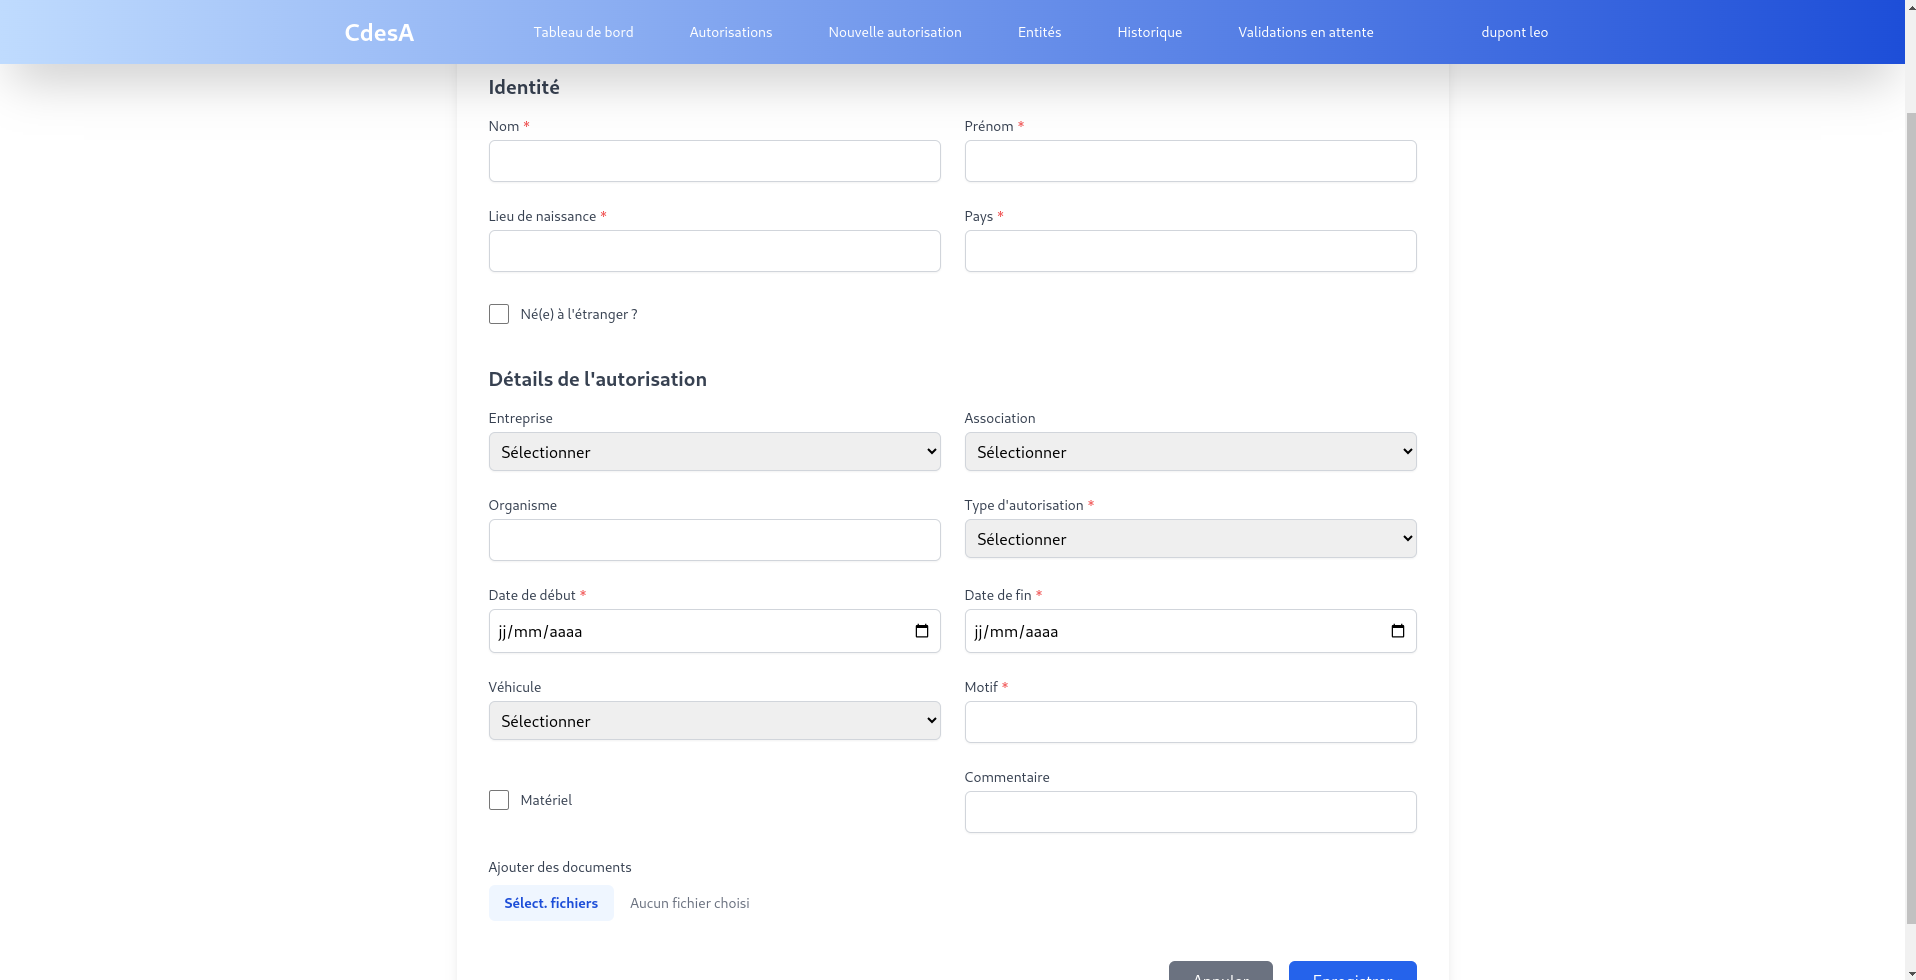 CdesA Tableau de bord Autorisations Nouvelle autorisation Entités Historique Validations en attente dupont leo
Identité
Nom * Prénom *
Lieu de naissance * Pays *
Né(e) à l'étranger ?
Détails de l'autorisation
Entreprise Association
Sélectionner Sélectionner
Organisme Type d'autorisation *
Sélectionner
Date de début * Date de fin *
jj/mm/aaaa jj/mm/aaaa
Véhicule Motif *
Sélectionner
Commentaire
Matériel
Ajouter des documents
Sélect. fichiers Aucun fichier choisi
Annuler Enregistrer